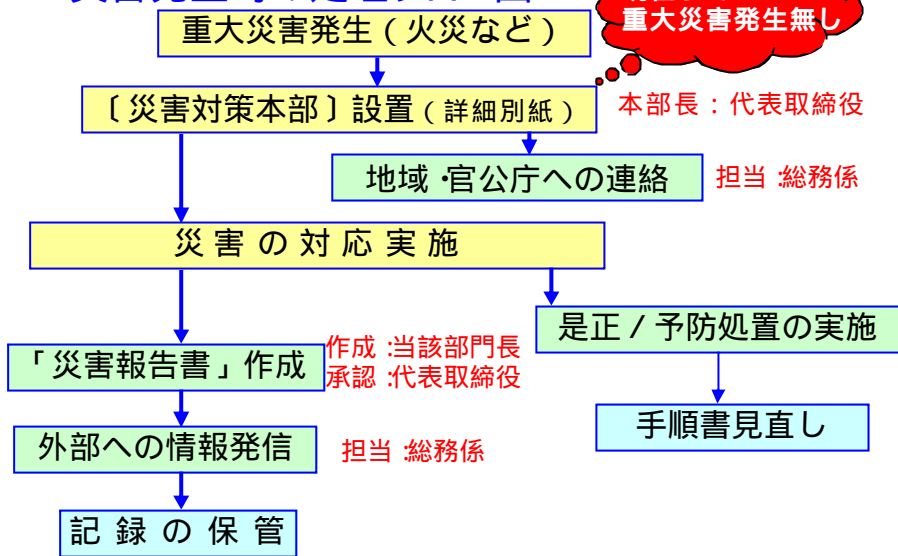 重大災害発生無し
重大災害発生(火災など)
〔災害対策本部〕設置(詳細別紙)
本部長:代表取締役
地域・官公庁への連絡
担当:総務係
災害の対応実施
是正/予防処置の実施
「災害報告書」作成
作成:当該部門長
承認:代表取締役
手順書見直し
外部への情報発信
担当:総務係
記録の保管